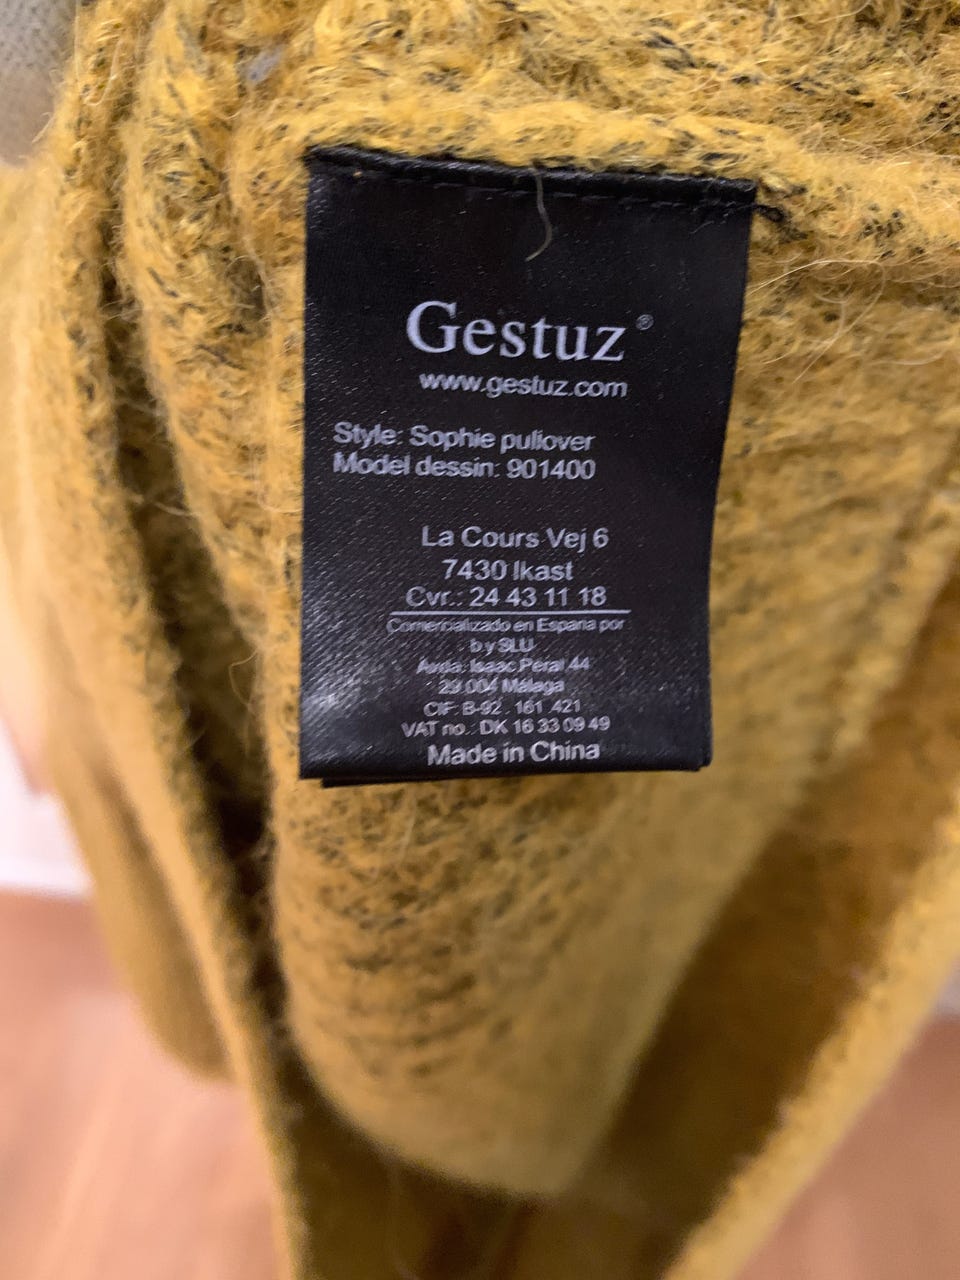 Gestuz®
www.gestuz.com
Style: Sophie pullover
Model dessin: 901400
La Cours Vej 6
7430 Ikast
Cvr.: 24 43 11 18
Comercializado en Espana por
by SLU
Avda: Isaac Peral 44
29.004 Málaga
CIF: B-92 . 161 .421
VAT no.: DK 16 33 09 49
Made in China